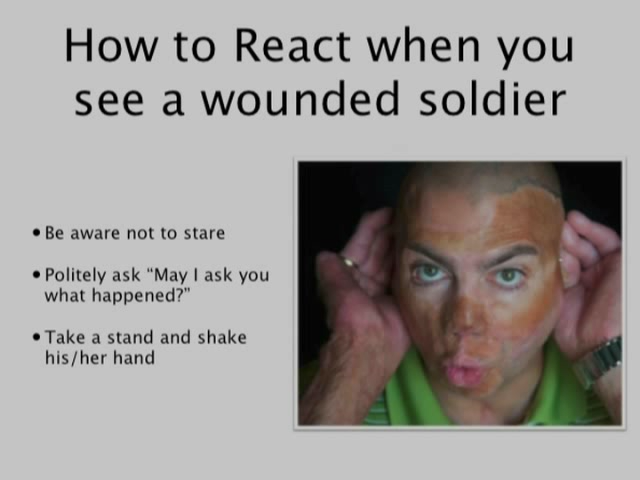 How to React when you
see a wounded soldier
• Be aware not to stare
• Politely ask “May I ask you
what happened?”
• Take a stand and shake
his/her hand